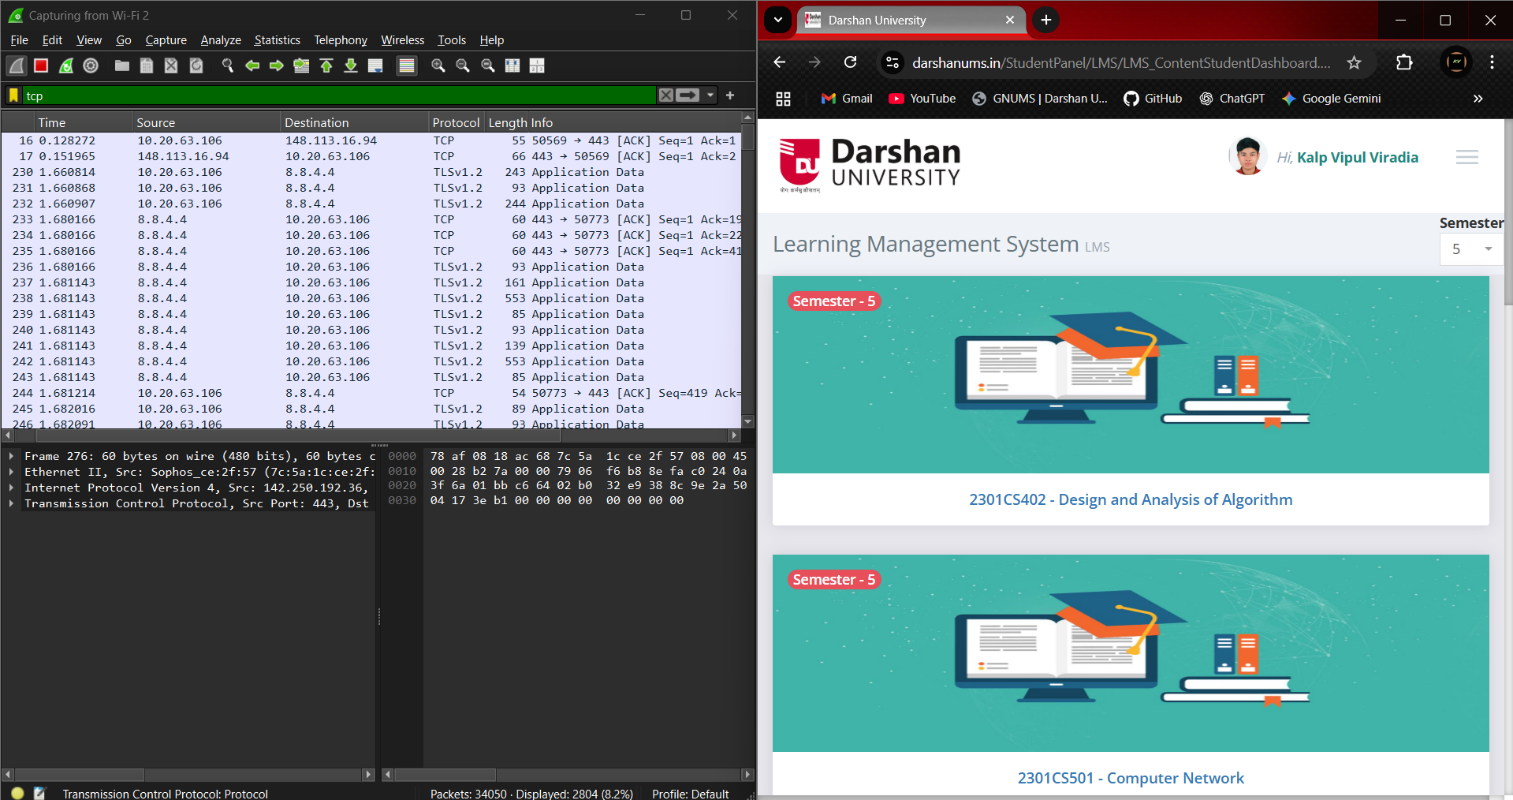 Capturing from Wi-Fi 2
File Edit View Go Capture Analyze Statistics Telephony Wireless Tools Help
tcp
Time Source Destination Protocol Length Info
16 0.128272 10.20.63.106 148.113.16.94 TCP 55 50569 → 443 [ACK] Seq=1 Ack=1
17 0.151965 148.113.16.94 10.20.63.106 TCP 66 443 → 50569 [ACK] Seq=1 Ack=2
230 1.660814 10.20.63.106 8.8.4.4 TLSv1.2 243 Application Data
231 1.660868 10.20.63.106 8.8.4.4 TLSv1.2 93 Application Data
232 1.660907 10.20.63.106 8.8.4.4 TLSv1.2 244 Application Data
233 1.680166 8.8.4.4 10.20.63.106 TCP 60 443 → 50773 [ACK] Seq=1 Ack=19
234 1.680166 8.8.4.4 10.20.63.106 TCP 60 443 → 50773 [ACK] Seq=1 Ack=22
235 1.680166 8.8.4.4 10.20.63.106 TCP 60 443 → 50773 [ACK] Seq=1 Ack=41
236 1.680166 8.8.4.4 10.20.63.106 TLSv1.2 93 Application Data
237 1.681143 8.8.4.4 10.20.63.106 TLSv1.2 161 Application Data
238 1.681143 8.8.4.4 10.20.63.106 TLSv1.2 553 Application Data
239 1.681143 8.8.4.4 10.20.63.106 TLSv1.2 85 Application Data
240 1.681143 8.8.4.4 10.20.63.106 TLSv1.2 93 Application Data
241 1.681143 8.8.4.4 10.20.63.106 TLSv1.2 139 Application Data
242 1.681143 8.8.4.4 10.20.63.106 TLSv1.2 553 Application Data
243 1.681143 8.8.4.4 10.20.63.106 TLSv1.2 85 Application Data
244 1.681214 10.20.63.106 8.8.4.4 TCP 54 50773 → 443 [ACK] Seq=419 Ack=
245 1.682016 10.20.63.106 8.8.4.4 TLSv1.2 89 Application Data
246 1.682091 10.20.63.106 8.8.4.4 TLSv1.2 93 Application Data
Frame 276: 60 bytes on wire (480 bits), 60 bytes c
Ethernet II, Src: Sophos_ce:2f:57 (7c:5a:1c:ce:2f:
Internet Protocol Version 4, Src: 142.250.192.36,
Transmission Control Protocol, Src Port: 443, Dst
0000 78 af 08 18 ac 68 7c 5a 1c ce 2f 57 08 00 45
0010 00 28 b2 7a 00 00 79 06 f6 b8 8e fa c0 24 0a
0020 3f 6a 01 bb c6 64 02 b0 32 e9 38 8c 9e 2a 50
0030 04 17 3e b1 00 00 00 00 00 00 00 00
Transmission Control Protocol: Protocol Packets: 34050 · Displayed: 2804 (8.2%) Profile: Default
Darshan University
darshanums.in/StudentPanel/LMS/LMS_ContentStudentDashboard....
Gmail YouTube GNUMS | Darshan U... GitHub ChatGPT Google Gemini
DU
Darshan
UNIVERSITY
Hi, Kalp Vipul Viradia
Semester
Learning Management System LMS
5
Semester - 5
2301CS402 - Design and Analysis of Algorithm
Semester - 5
2301CS501 - Computer Network